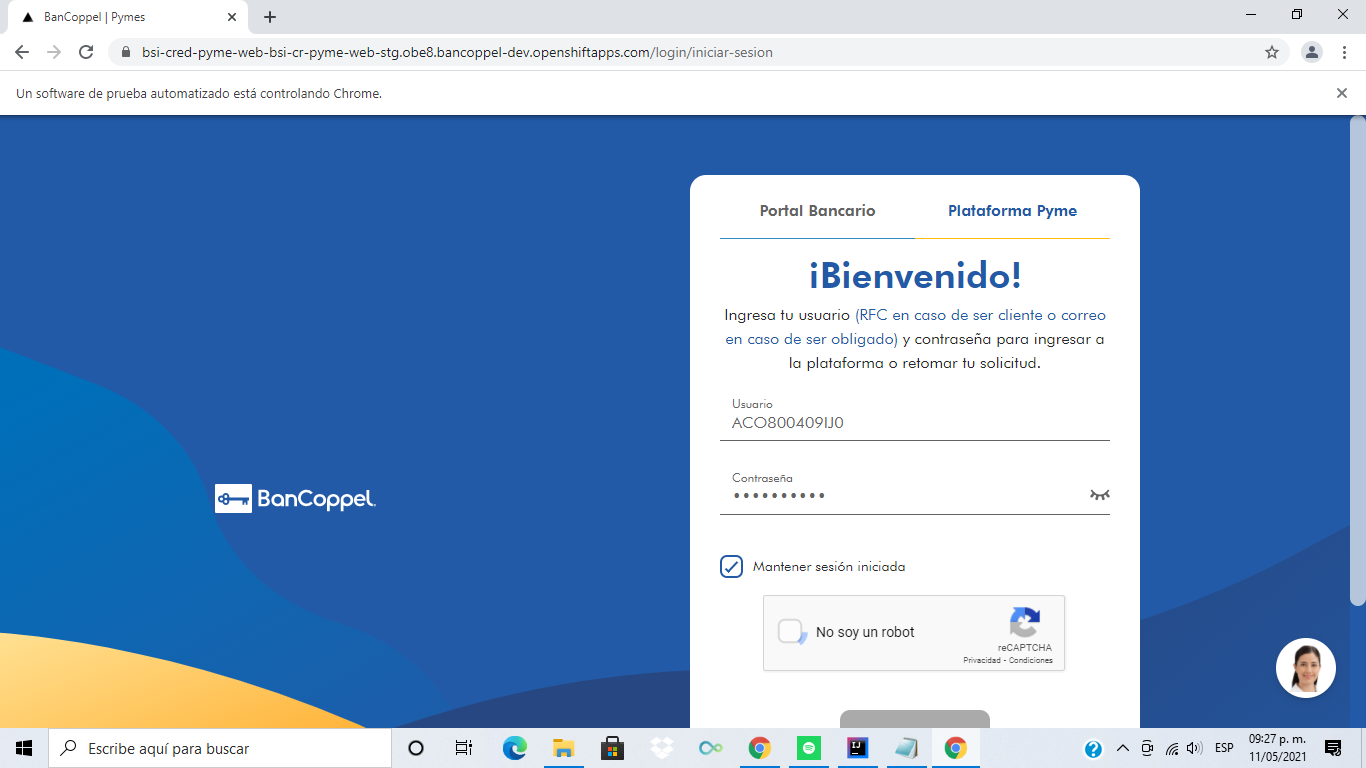 BanCoppel | Pymes
bsi-cred-pyme-web-bsi-cr-pyme-web-stg.obe8.bancoppel-dev.openshiftapps.com/login/iniciar-sesion
Un software de prueba automatizado está controlando Chrome.
Portal Bancario
Plataforma Pyme
¡Bienvenido!
Ingresa tu usuario (RFC en caso de ser cliente o correo
en caso de ser obligado) y contraseña para ingresar a
la plataforma o retomar tu solicitud.
Usuario
ACO800409IJ0
Contraseña
••••••••••
BanCoppel
Mantener sesión iniciada
No soy un robot
reCAPTCHA
Privacidad - Condiciones
Escribe aquí para buscar
IJ
ESP
09:27 p. m.
11/05/2021